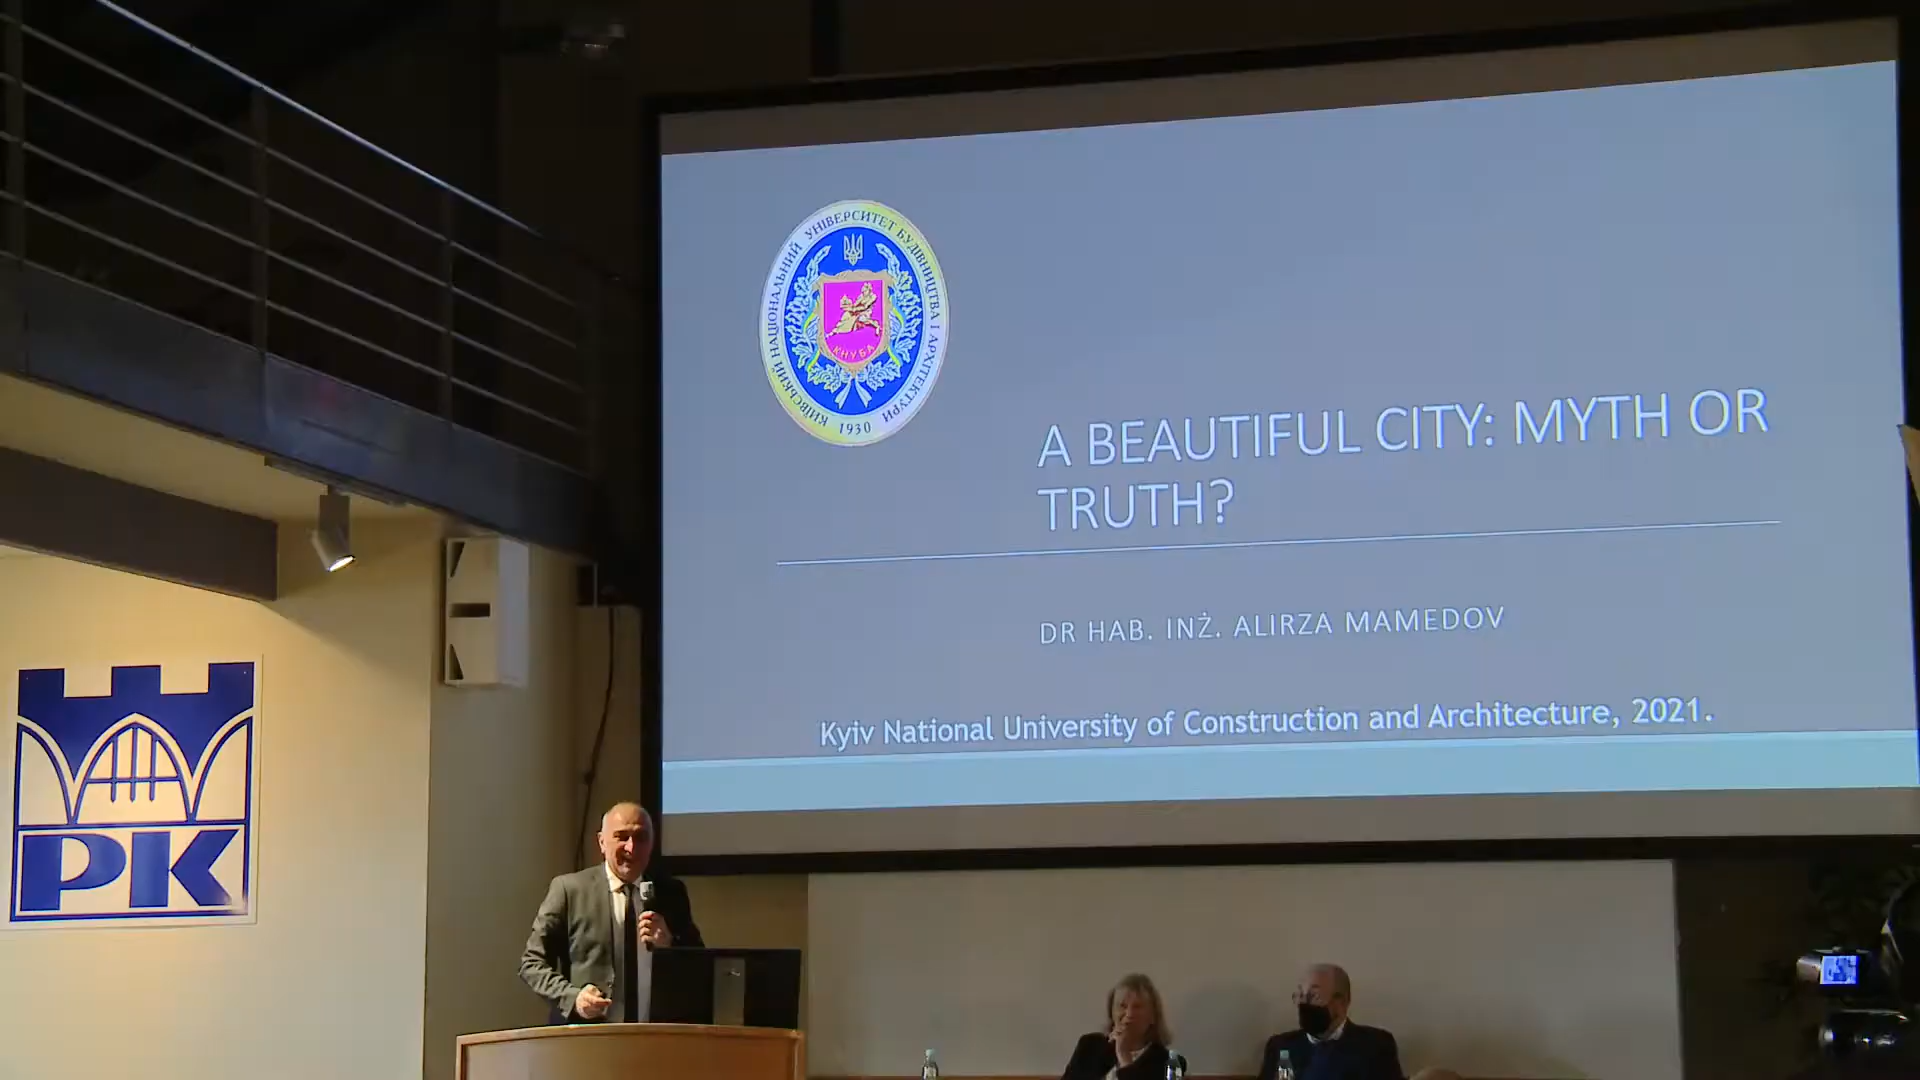 КИЇВСЬКИЙ НАЦІОНАЛЬНИЙ УНІВЕРСИТЕТ БУДІВНИЦТВА І АРХІТЕКТУРИ
КНУБА
1930
A BEAUTIFUL CITY: MYTH OR
TRUTH?
DR HAB. INŻ. ALIRZA MAMEDOV
Kyiv National University of Construction and Architecture, 2021.
PK